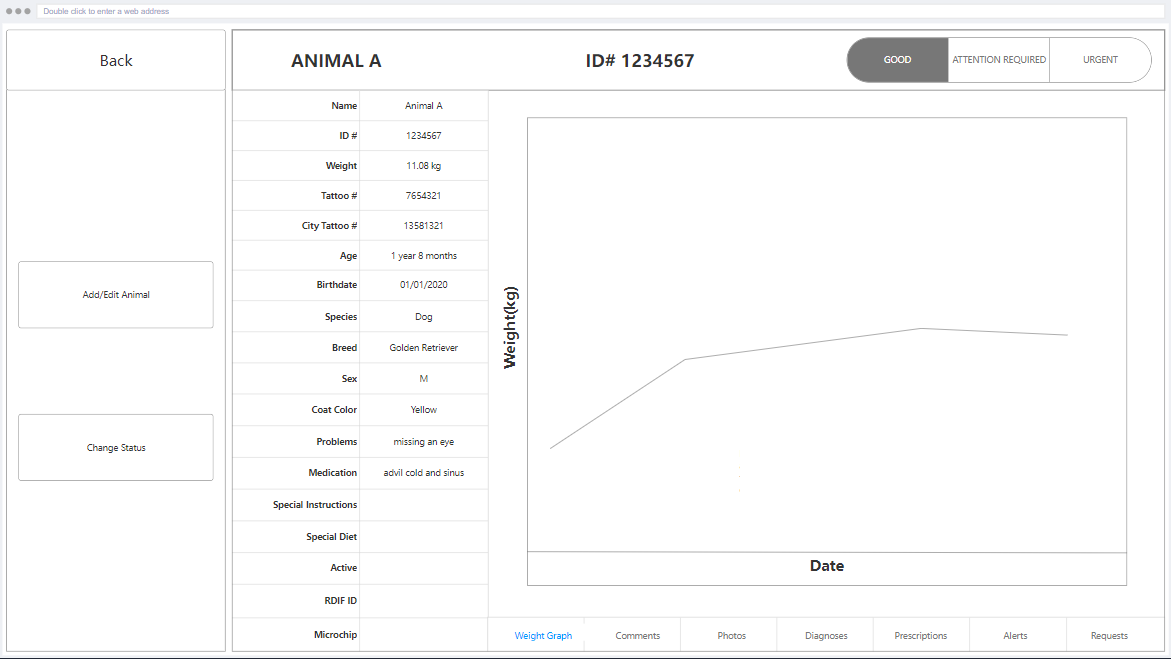 Double click to enter a web address
Back
ANIMAL A
ID# 1234567
GOOD
ATTENTION REQUIRED
URGENT
Add/Edit Animal
Change Status
Name Animal A
ID # 1234567
Weight 11.08 kg
Tattoo # 7654321
City Tattoo # 13581321
Age 1 year 8 months
Birthdate 01/01/2020
Species Dog
Breed Golden Retriever
Sex M
Coat Color Yellow
Problems missing an eye
Medication advil cold and sinus
Special Instructions
Special Diet
Active
RDIF ID
Microchip
Weight(kg)
Date
Weight Graph
Comments
Photos
Diagnoses
Prescriptions
Alerts
Requests